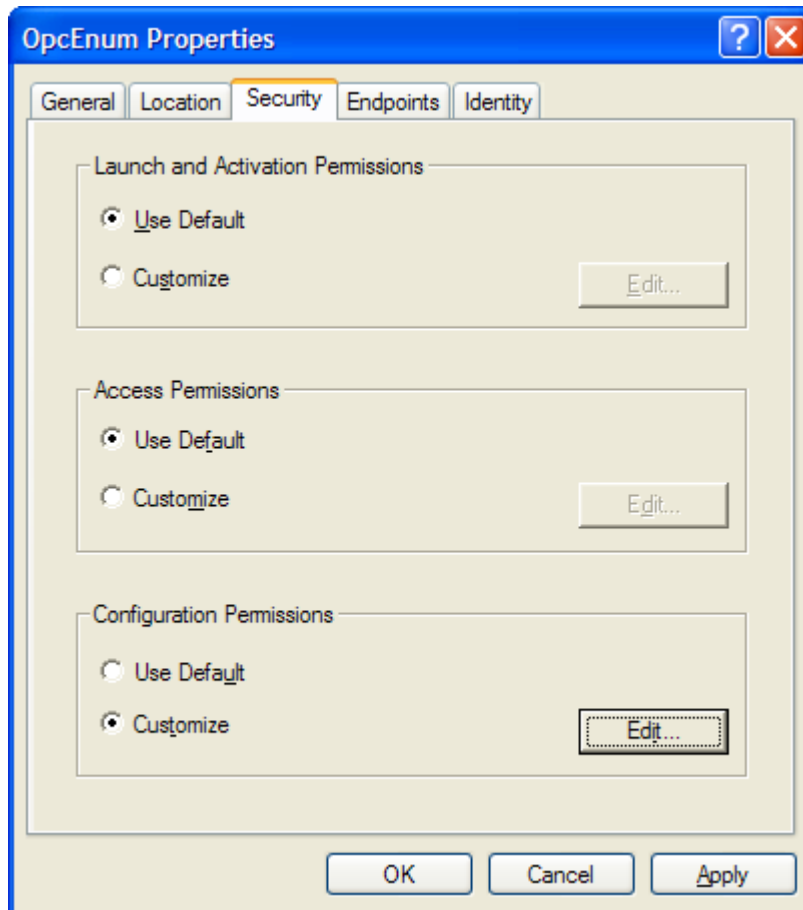 OpcEnum Properties
?
General Location Security Endpoints Identity
Launch and Activation Permissions
Use Default
Customize
Edit...
Access Permissions
Use Default
Customize
Edit...
Configuration Permissions
Use Default
Customize
Edit...
OK Cancel Apply